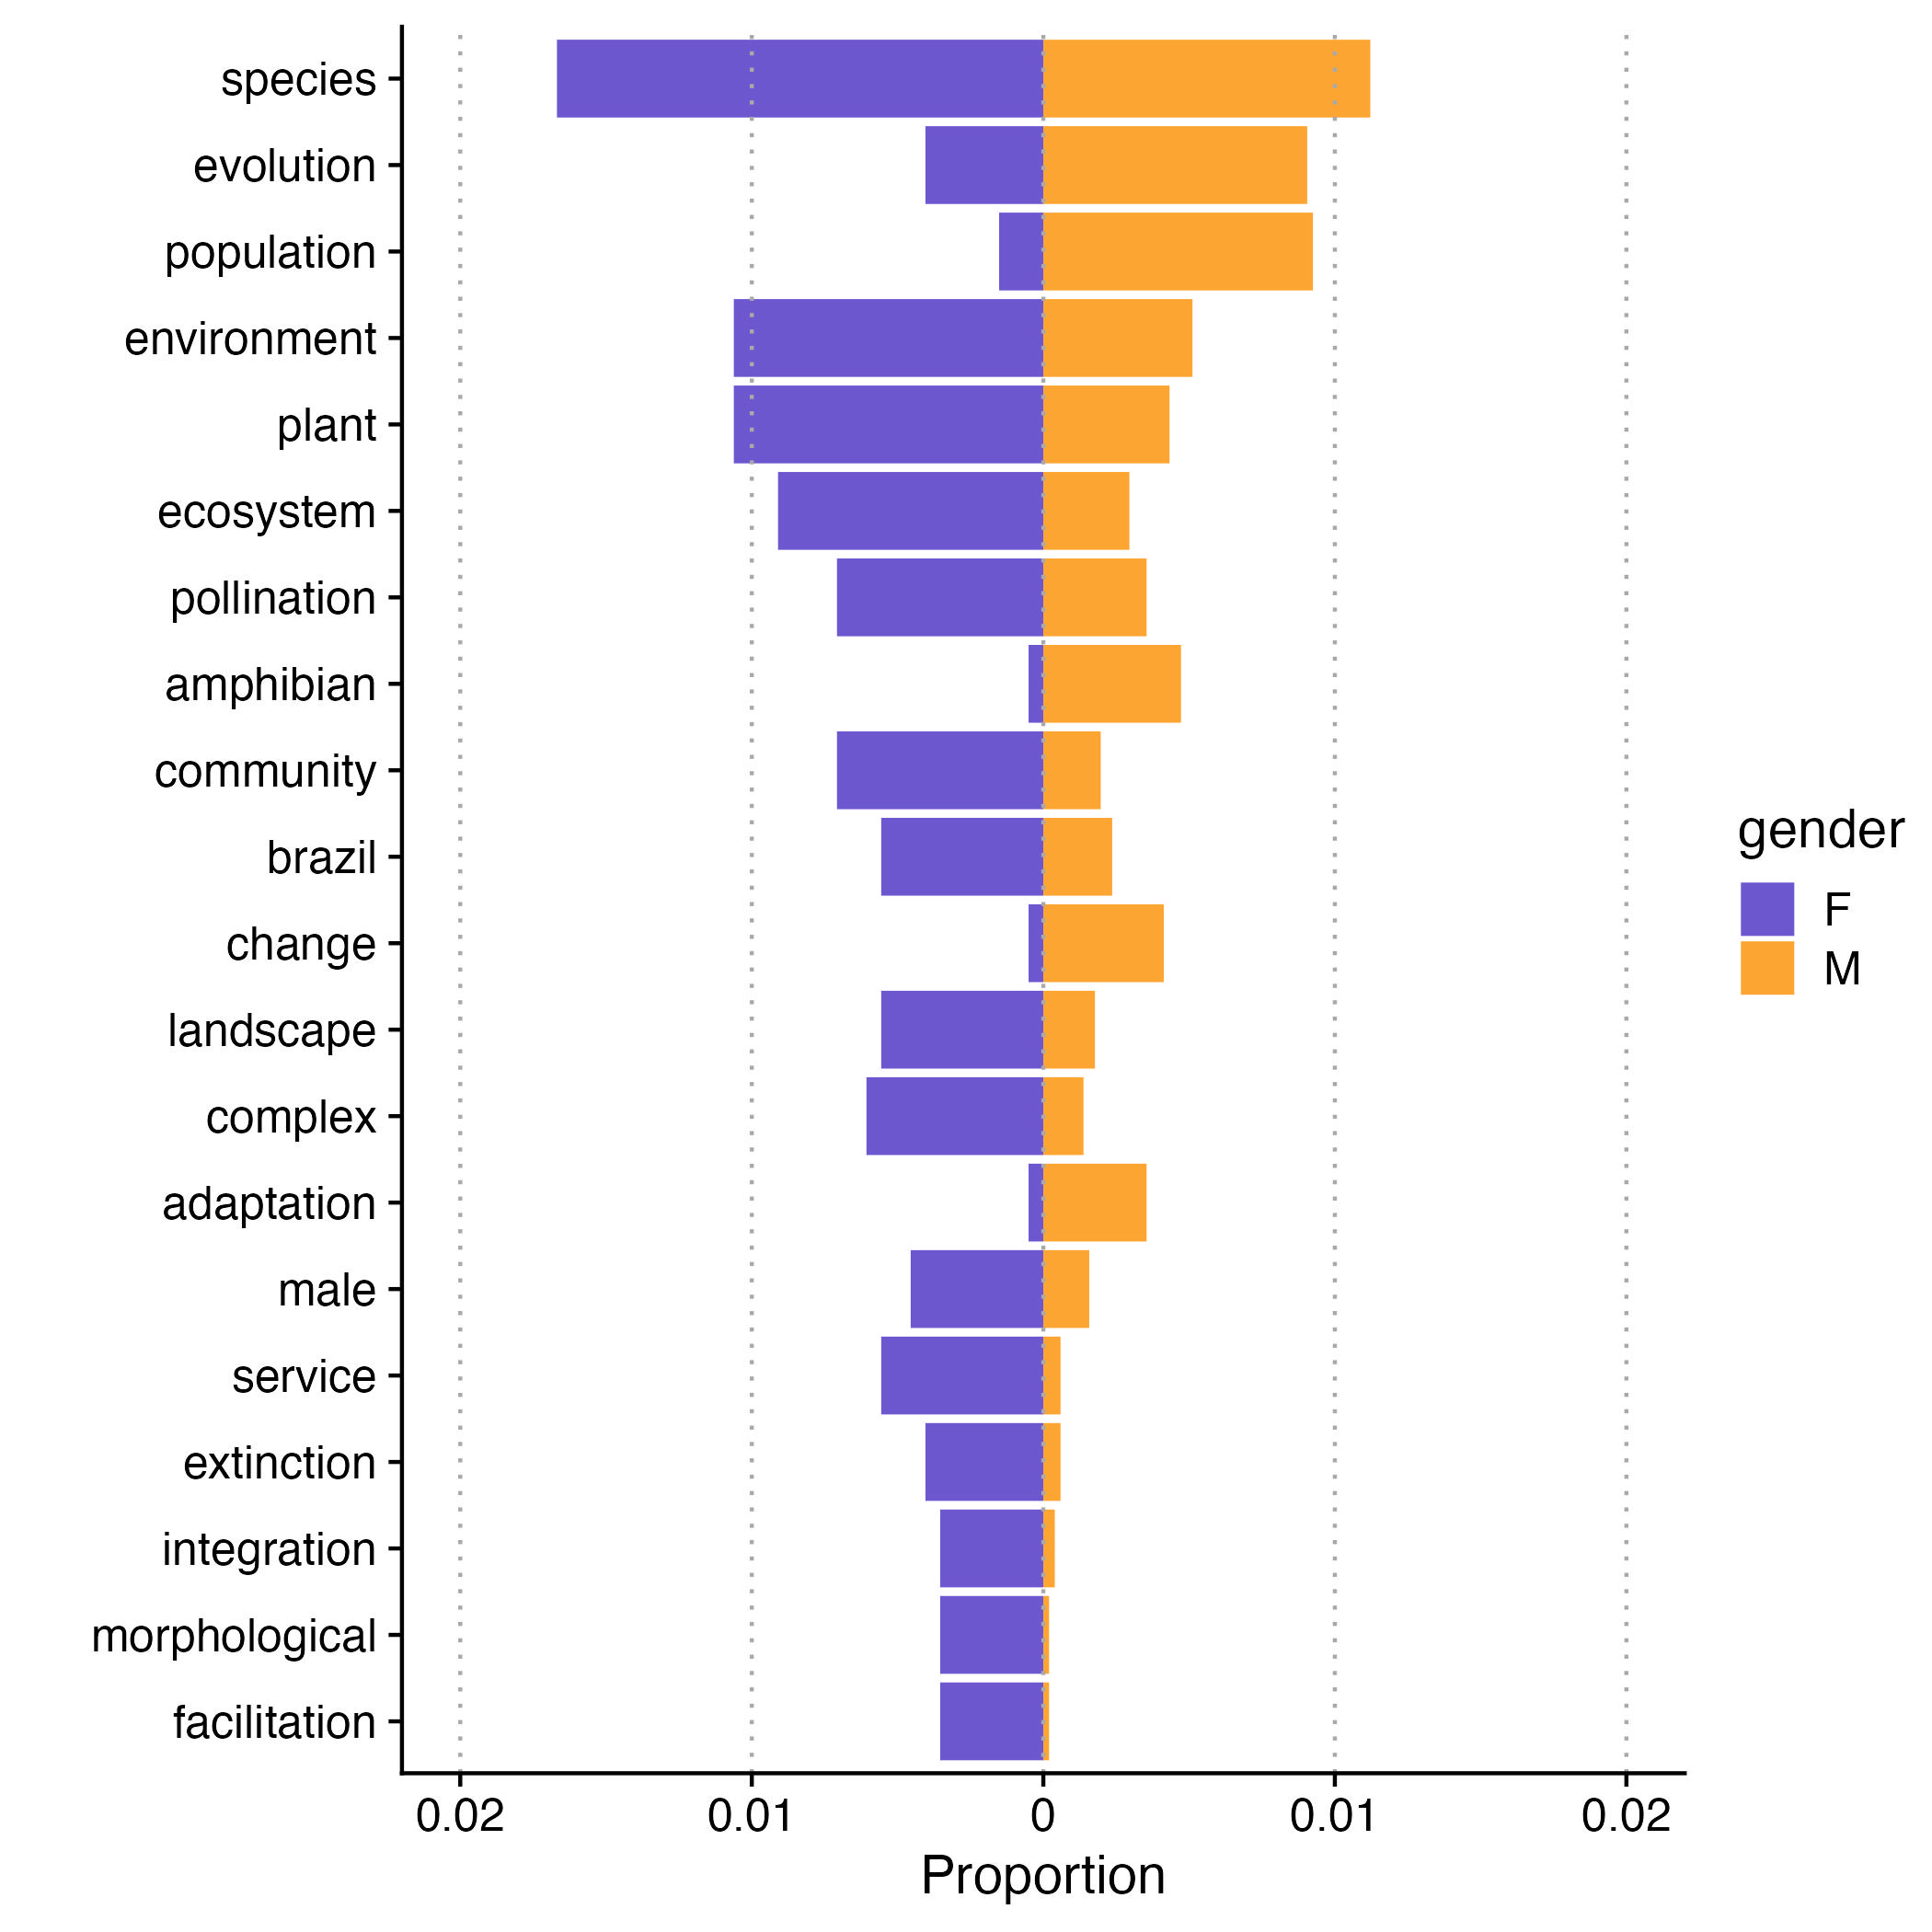 species
evolution
population
environment
plant
ecosystem
pollination
amphibian
community
brazil
change
landscape
complex
adaptation
male
service
extinction
integration
morphological
facilitation
0.02 0.01 0 0.01 0.02
Proportion
gender
F
M